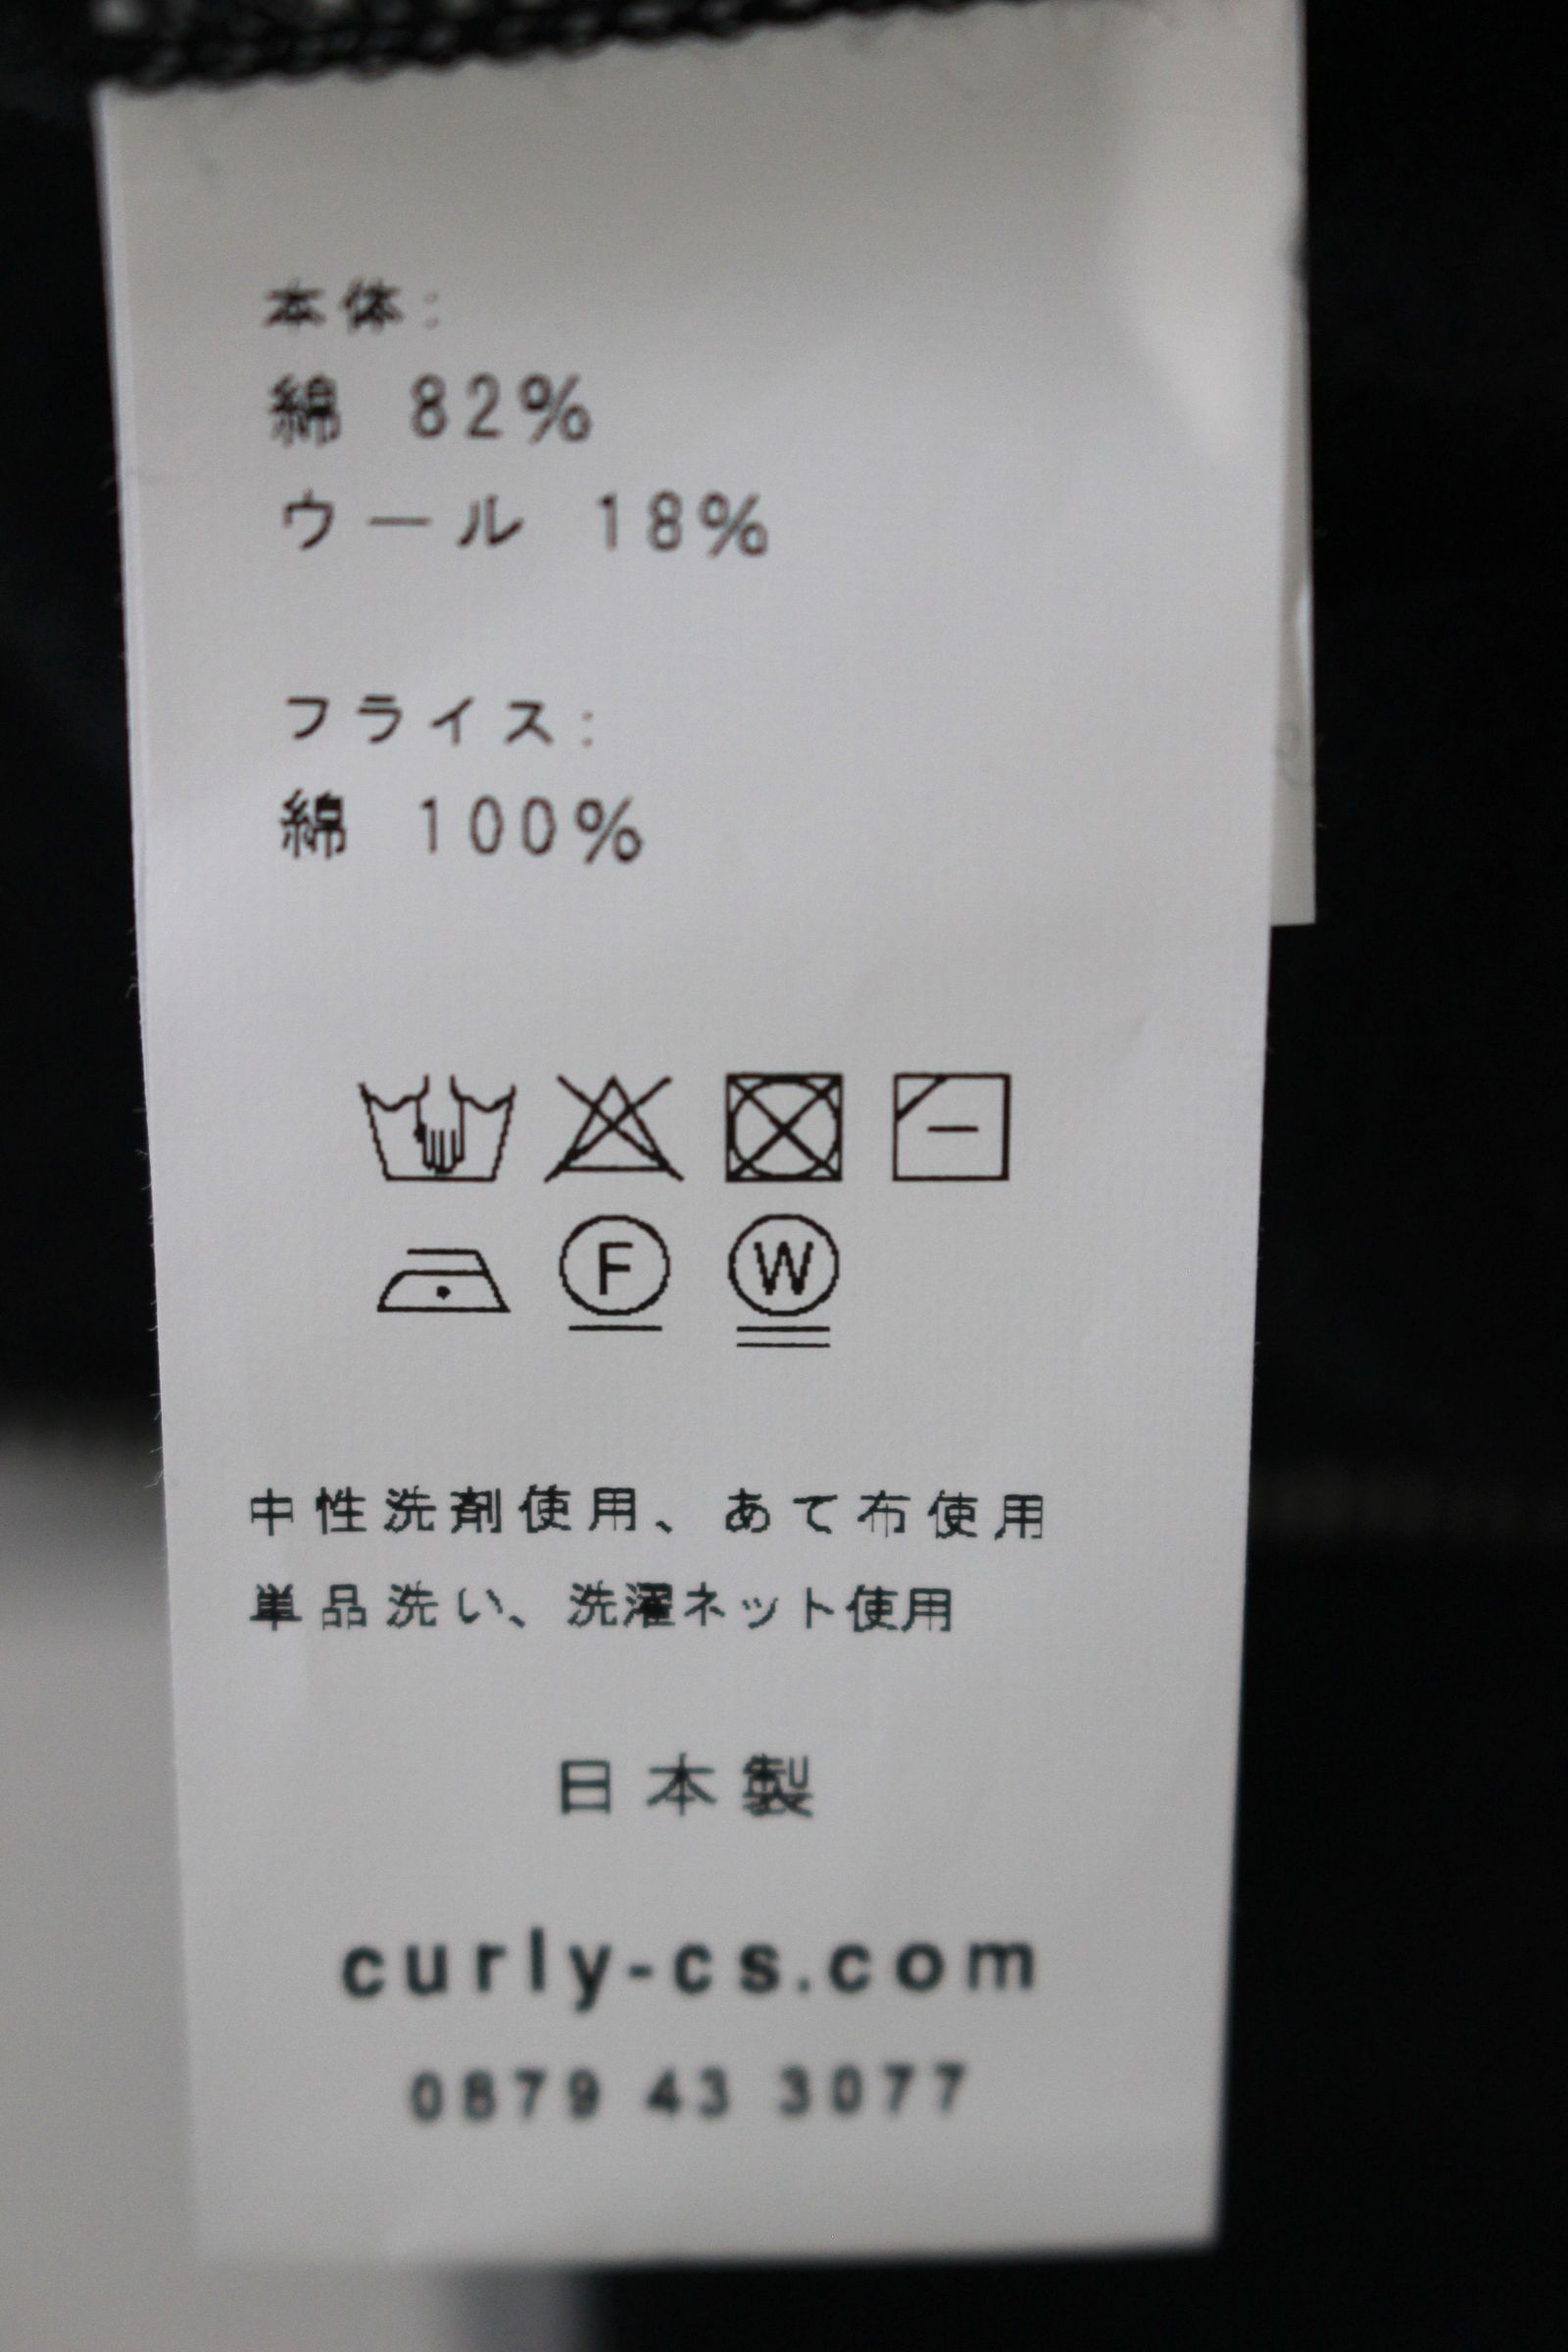 本体:
綿 82%
ウール 18%
フライス:
綿 100%
F W
中性洗剤使用、あて布使用
単品洗い、洗濯ネット使用
日本製
curly-cs.com
0879 43 3077